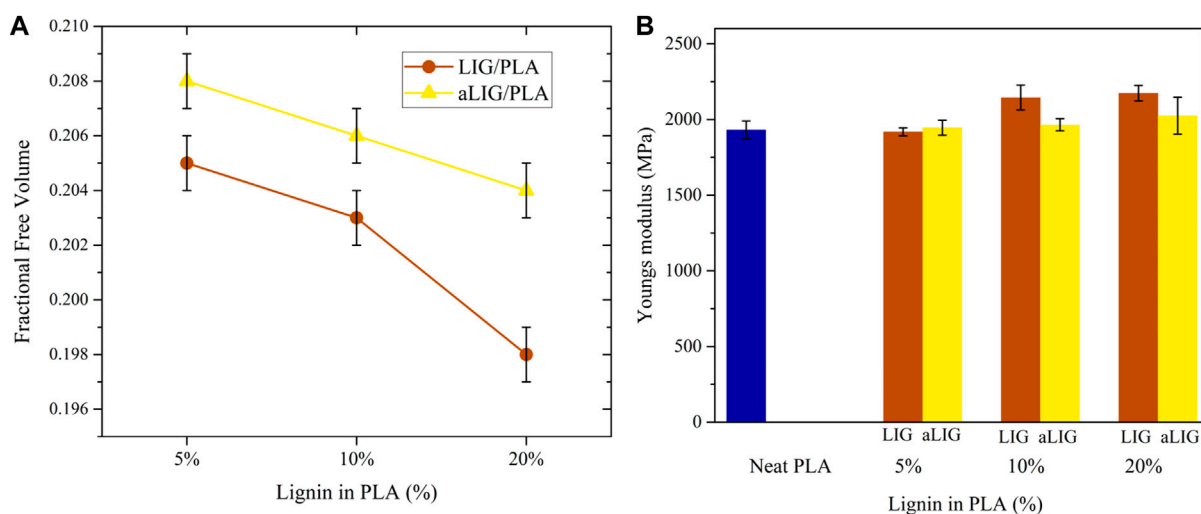 A
0.210
0.208
0.206
0.204
0.202
0.200
0.198
0.196
Fractional Free Volume
LIG/PLA
aLIG/PLA
5%
10%
20%
Lignin in PLA (%)
B
2500
2000
1500
1000
500
0
Youngs modulus (MPa)
LIG aLIG
LIG aLIG
LIG aLIG
Neat PLA
5%
10%
20%
Lignin in PLA (%)